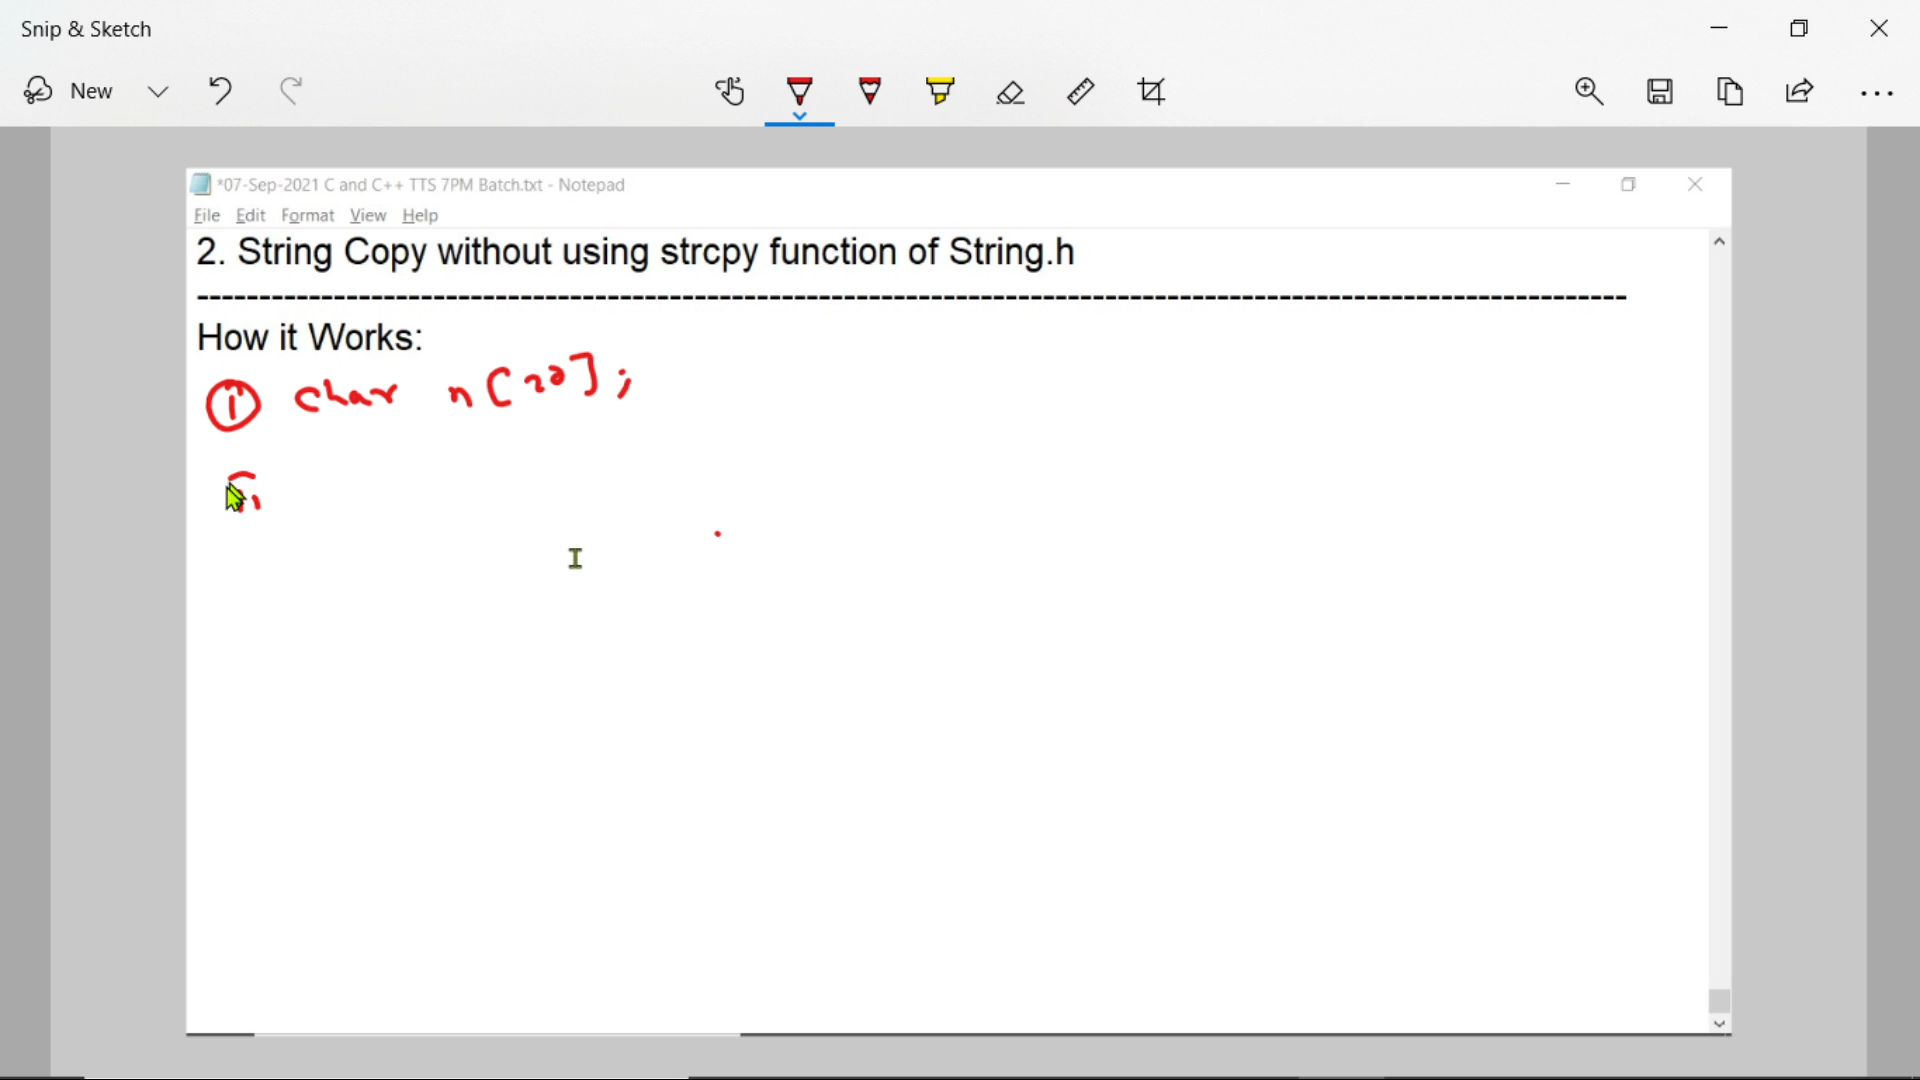 Snip & Sketch
New
*07-Sep-2021 C and C++ TTS 7PM Batch.txt - Notepad
File Edit Format View Help
2. String Copy without using strcpy function of String.h
--------------------------------------------------------------------------------------------------------------
How it Works:
① char n[20];